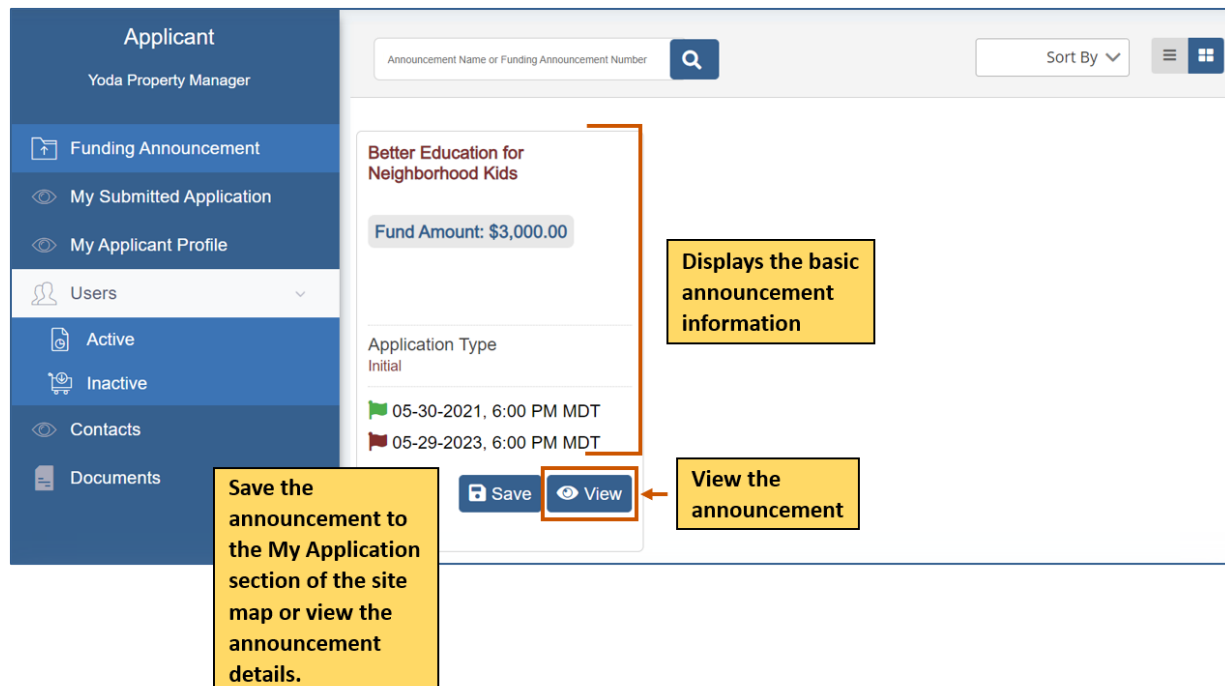 Applicant
Yoda Property Manager
Funding Announcement
My Submitted Application
My Applicant Profile
Users
Active
Inactive
Contacts
Documents
Announcement Name or Funding Announcement Number
Sort By
Better Education for
Neighborhood Kids
Fund Amount: $3,000.00
Application Type
Initial
05-30-2021, 6:00 PM MDT
05-29-2023, 6:00 PM MDT
Save
View
Displays the basic
announcement
information
View the
announcement
Save the
announcement to
the My Application
section of the site
map or view the
announcement
details.